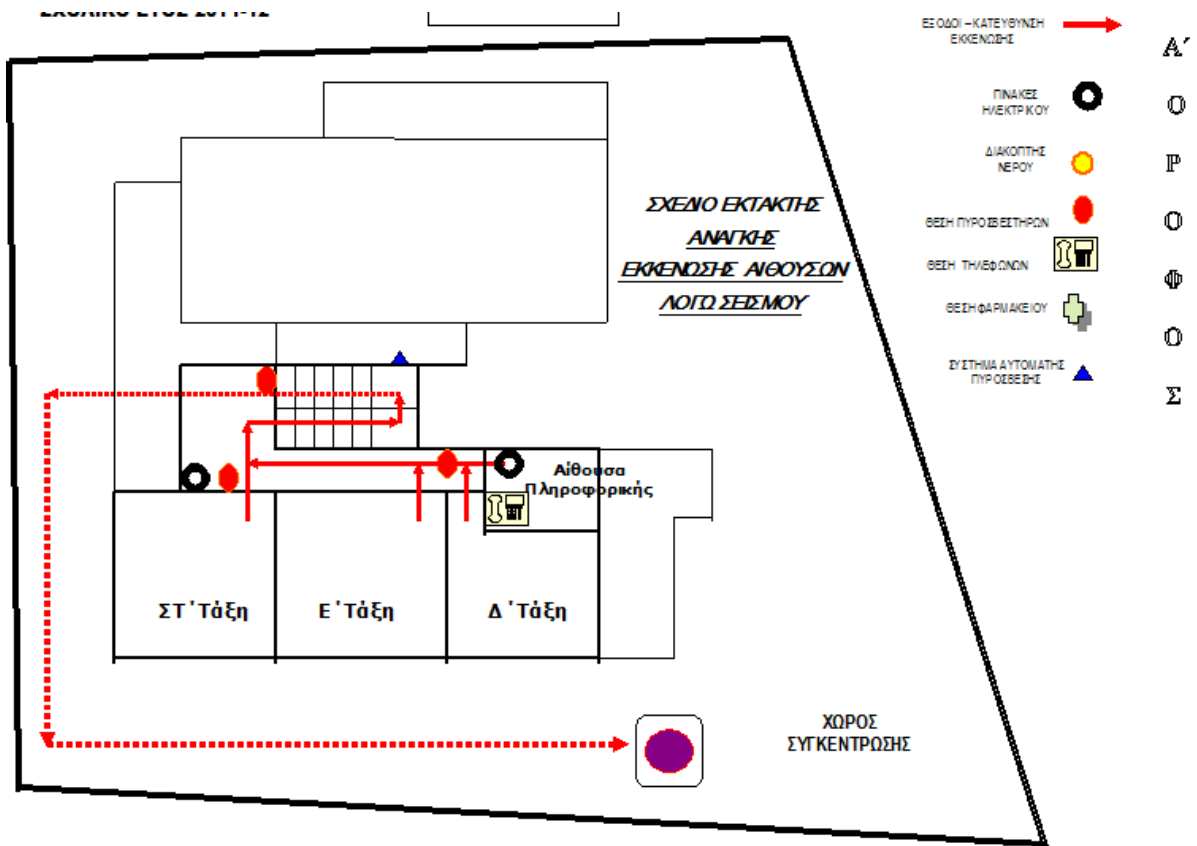 ΕΞΟΔΟΙ – ΚΑΤΕΥΘΥΝΣΗ
ΕΚΚΕΝΩΣΗΣ
ΠΙΝΑΚΕΣ
ΗΛΕΚΤΡΙΚΟΥ
ΔΙΑΚΟΠΤΗΣ
ΝΕΡΟΥ
ΘΕΣΗ ΠΥΡΟΣΒΕΣΤΗΡΩΝ
ΘΕΣΗ ΤΗΛΕΦΩΝΩΝ
ΘΕΣΗ ΦΑΡΜΑΚΕΙΟΥ
ΣΥΣΤΗΜΑ ΑΥΤΟΜΑΤΗΣ
ΠΥΡΟΣΒΕΣΗΣ
Α΄
Ο
Ρ
Ο
Φ
Ο
Σ
ΣΧΕΔΙΟ ΕΚΤΑΚΤΗΣ
ΑΝΑΓΚΗΣ
ΕΚΚΕΝΩΣΗΣ ΑΙΘΟΥΣΩΝ
ΛΟΓΩ ΣΕΙΣΜΟΥ
Αίθουσα
Πληροφορικής
ΣΤ΄Τάξη
Ε΄Τάξη
Δ΄Τάξη
ΧΩΡΟΣ
ΣΥΓΚΕΝΤΡΩΣΗΣ